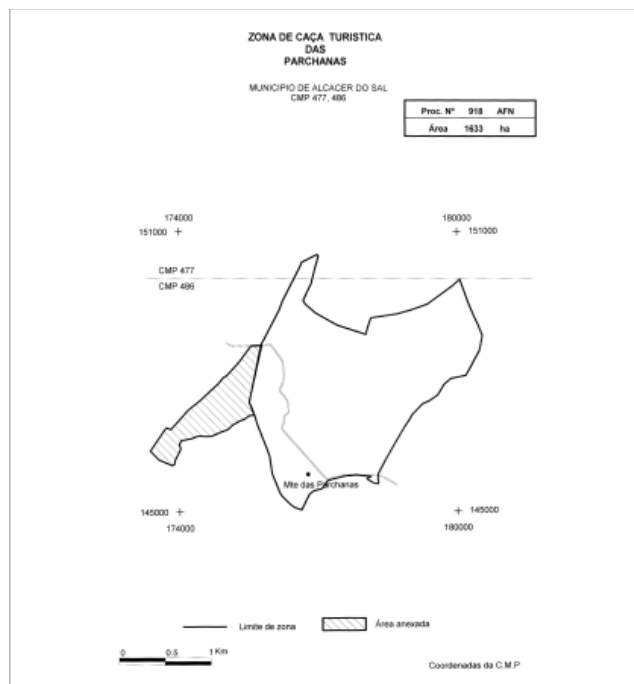 ZONA DE CAÇA TURISTICA
DAS
PARCHANAS
MUNICIPIO DE ALCACER DO SAL
CMP 477, 486
Proc. Nº 918 AFN
Área 1633 ha
174000
151000
180000
151000
CMP 477
CMP 486
Mte das Parchanas
145000
174000
145000
180000
Limite de zona
Área anexada
0 0.5 1 Km
Coordenadas da C.M.P